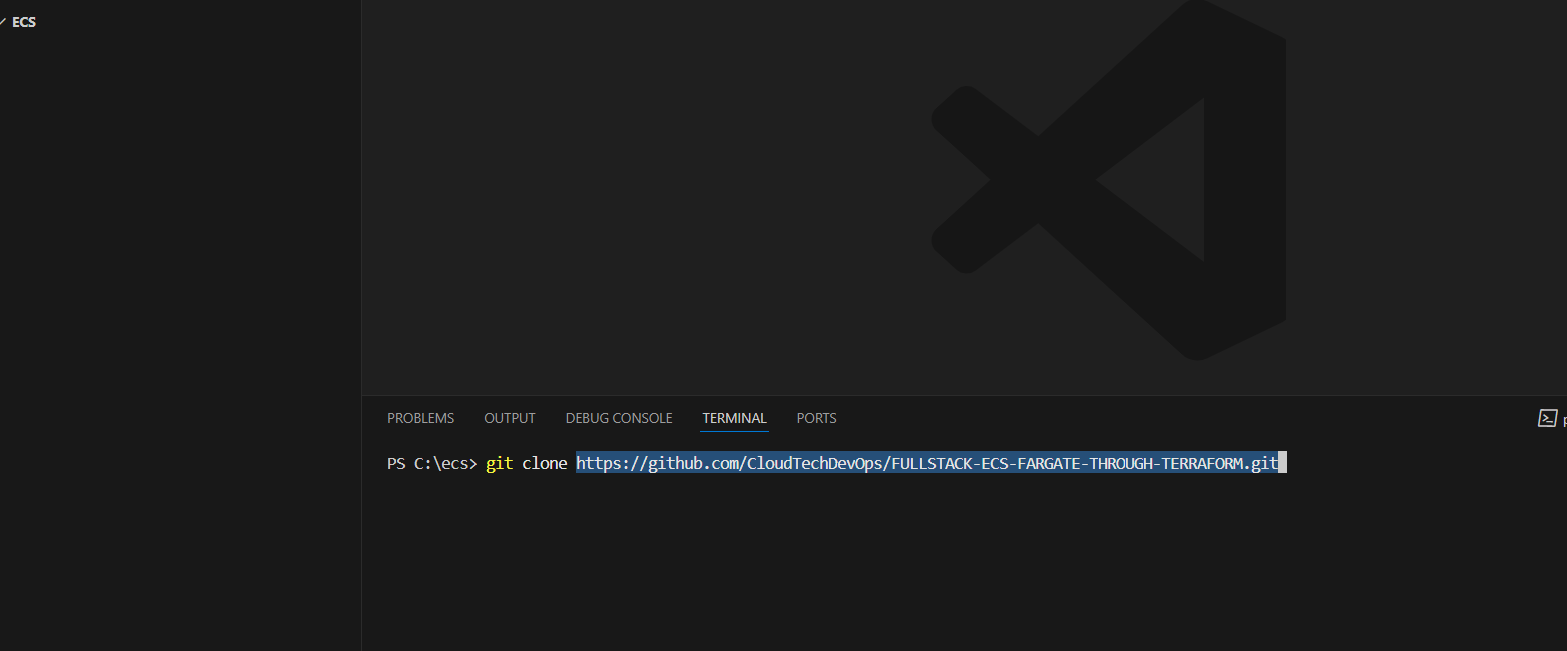 ECS
PROBLEMS OUTPUT DEBUG CONSOLE TERMINAL PORTS
PS C:\ecs> git clone https://github.com/CloudTechDevOps/FULLSTACK-ECS-FARGATE-THROUGH-TERRAFORM.git